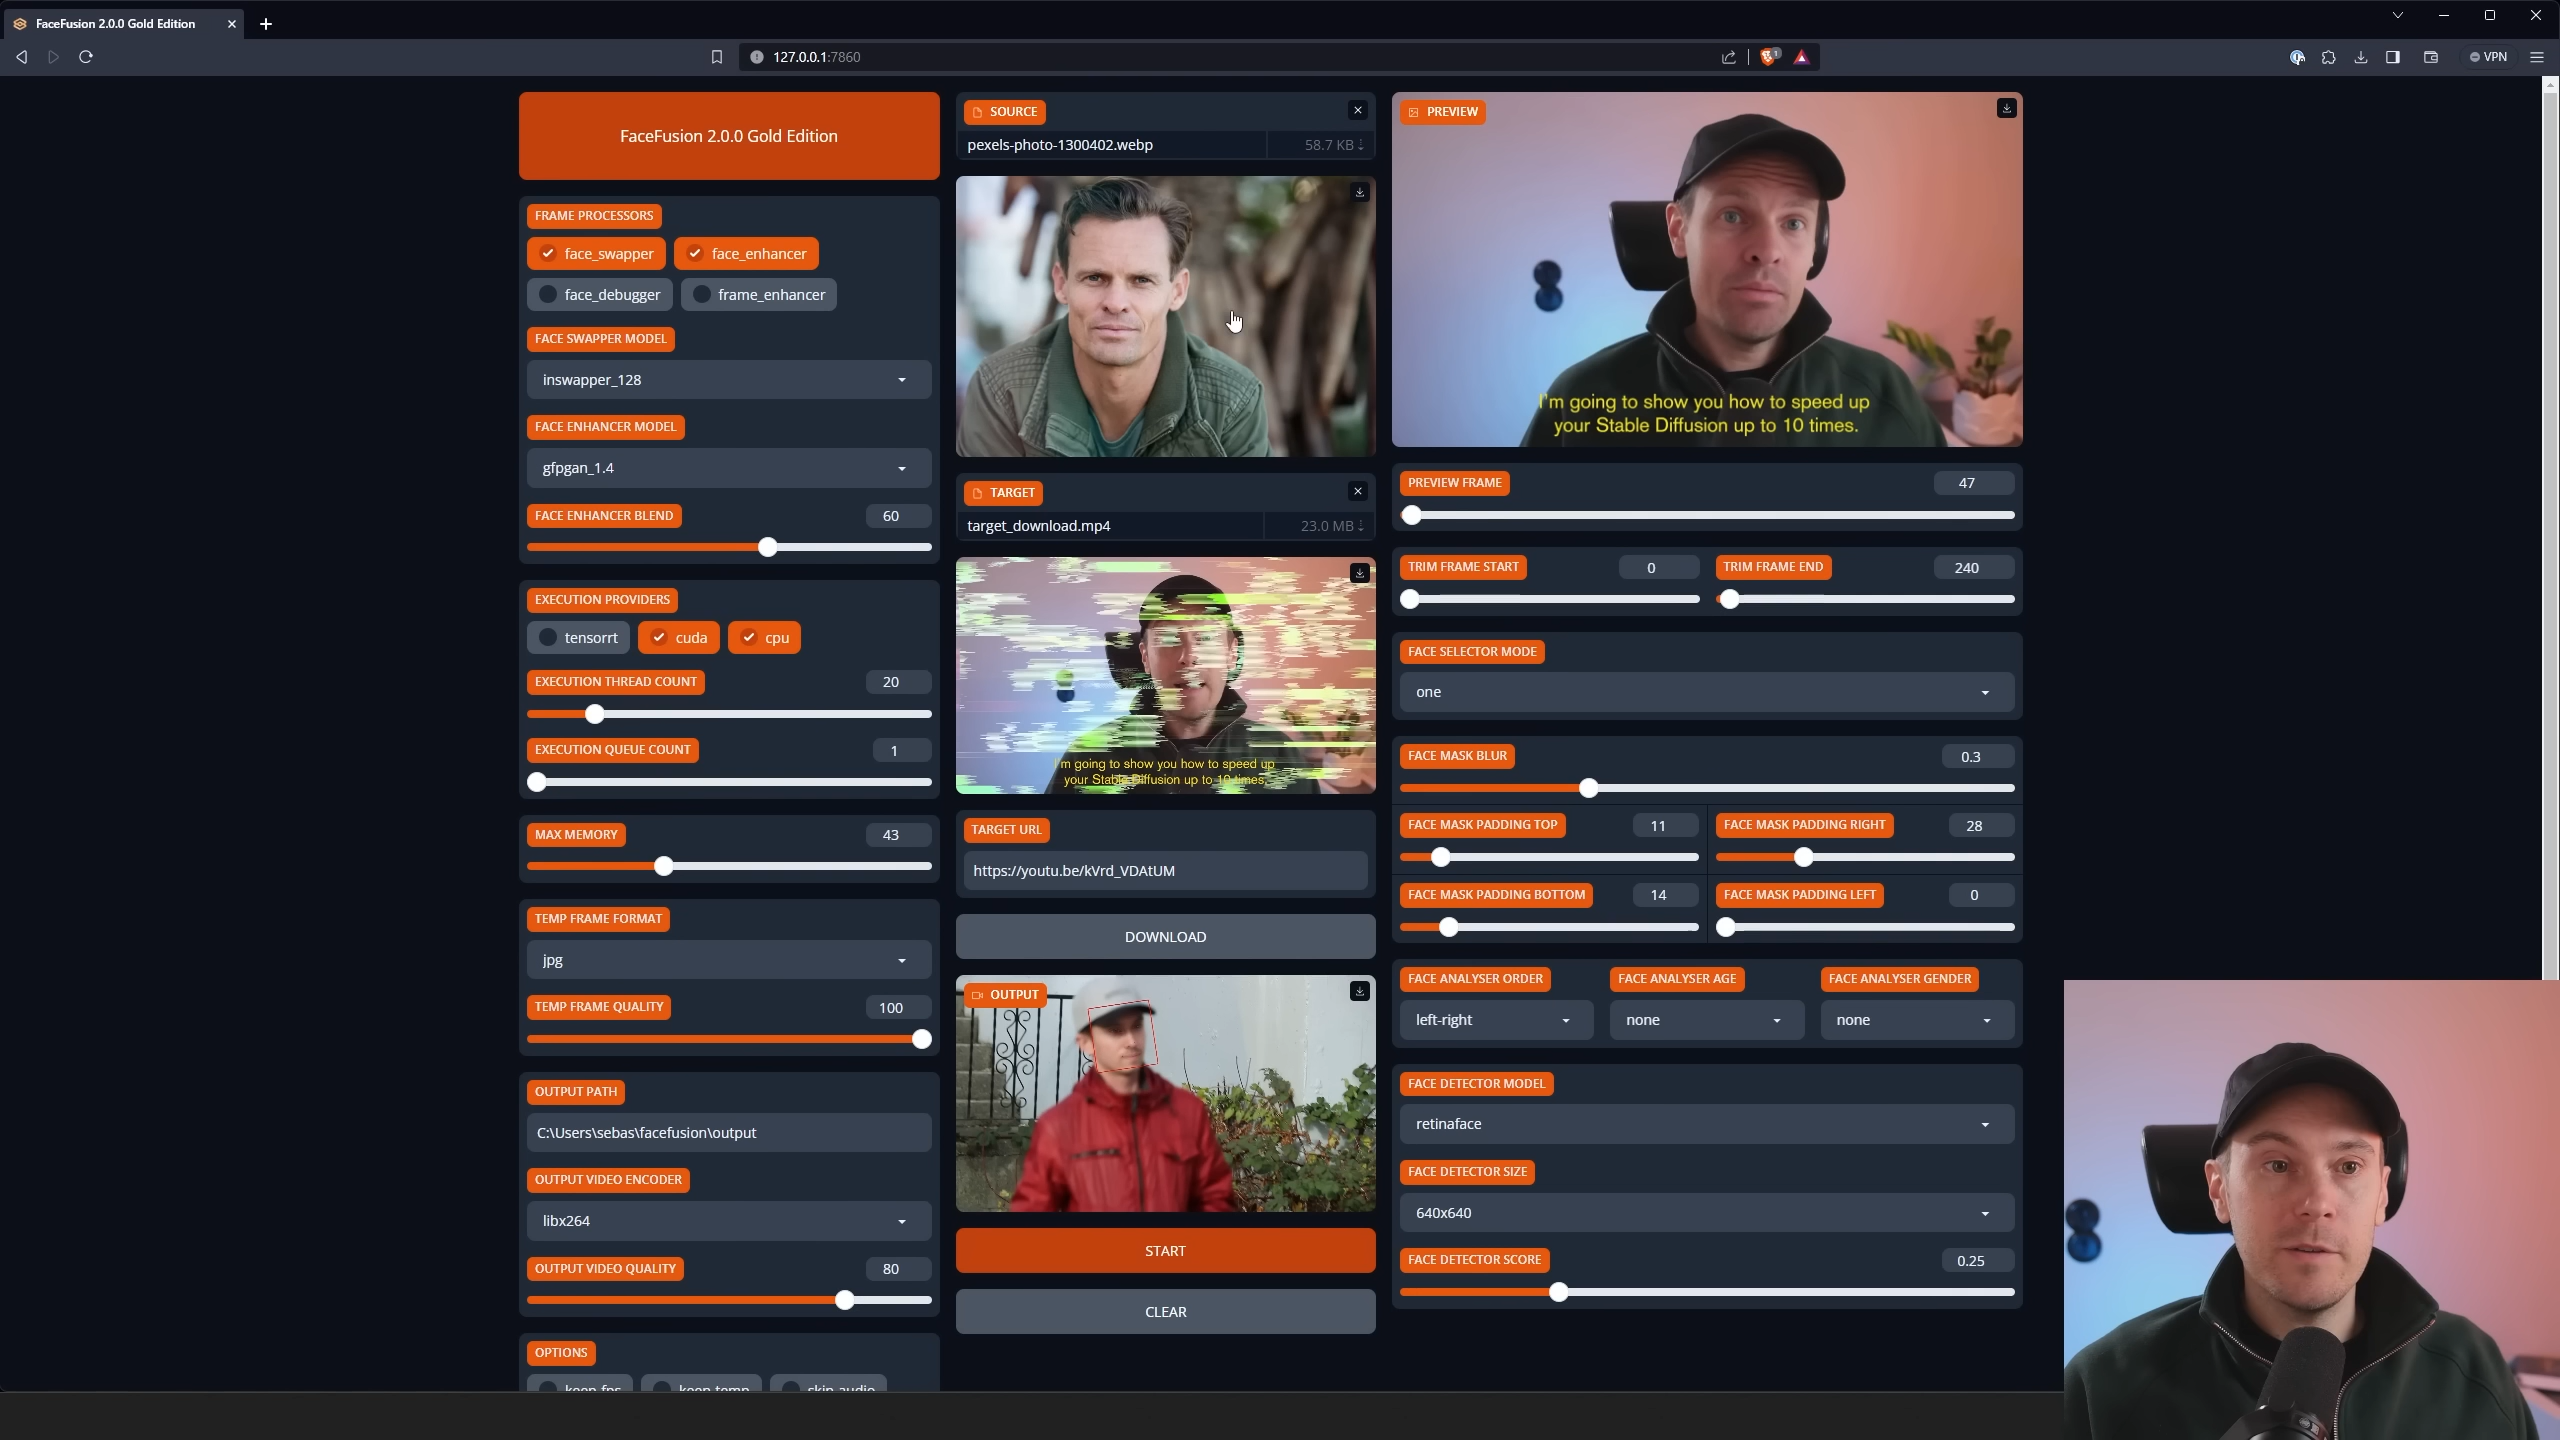 FaceFusion 2.0.0 Gold Edition
127.0.0.1:7860
1
VPN
FaceFusion 2.0.0 Gold Edition
FRAME PROCESSORS
face_swapper
face_enhancer
face_debugger
frame_enhancer
FACE SWAPPER MODEL
inswapper_128
FACE ENHANCER MODEL
gfpgan_1.4
FACE ENHANCER BLEND
60
EXECUTION PROVIDERS
tensorrt
cuda
cpu
EXECUTION THREAD COUNT
20
EXECUTION QUEUE COUNT
1
MAX MEMORY
43
TEMP FRAME FORMAT
jpg
TEMP FRAME QUALITY
100
OUTPUT PATH
C:\Users\sebas\facefusion\output
OUTPUT VIDEO ENCODER
libx264
OUTPUT VIDEO QUALITY
80
OPTIONS
keep-fps
keep-temp
skip-audio
SOURCE
pexels-photo-1300402.webp
58.7 KB
TARGET
target_download.mp4
23.0 MB
I'm going to show you how to speed up
your Stable Diffusion up to 10 times.
TARGET URL
https://youtu.be/kVrd_VDAtUM
DOWNLOAD
OUTPUT
START
CLEAR
PREVIEW
I'm going to show you how to speed up
your Stable Diffusion up to 10 times.
PREVIEW FRAME
47
TRIM FRAME START
0
TRIM FRAME END
240
FACE SELECTOR MODE
one
FACE MASK BLUR
0.3
FACE MASK PADDING TOP
11
FACE MASK PADDING RIGHT
28
FACE MASK PADDING BOTTOM
14
FACE MASK PADDING LEFT
0
FACE ANALYSER ORDER
left-right
FACE ANALYSER AGE
none
FACE ANALYSER GENDER
none
FACE DETECTOR MODEL
retinaface
FACE DETECTOR SIZE
640x640
FACE DETECTOR SCORE
0.25